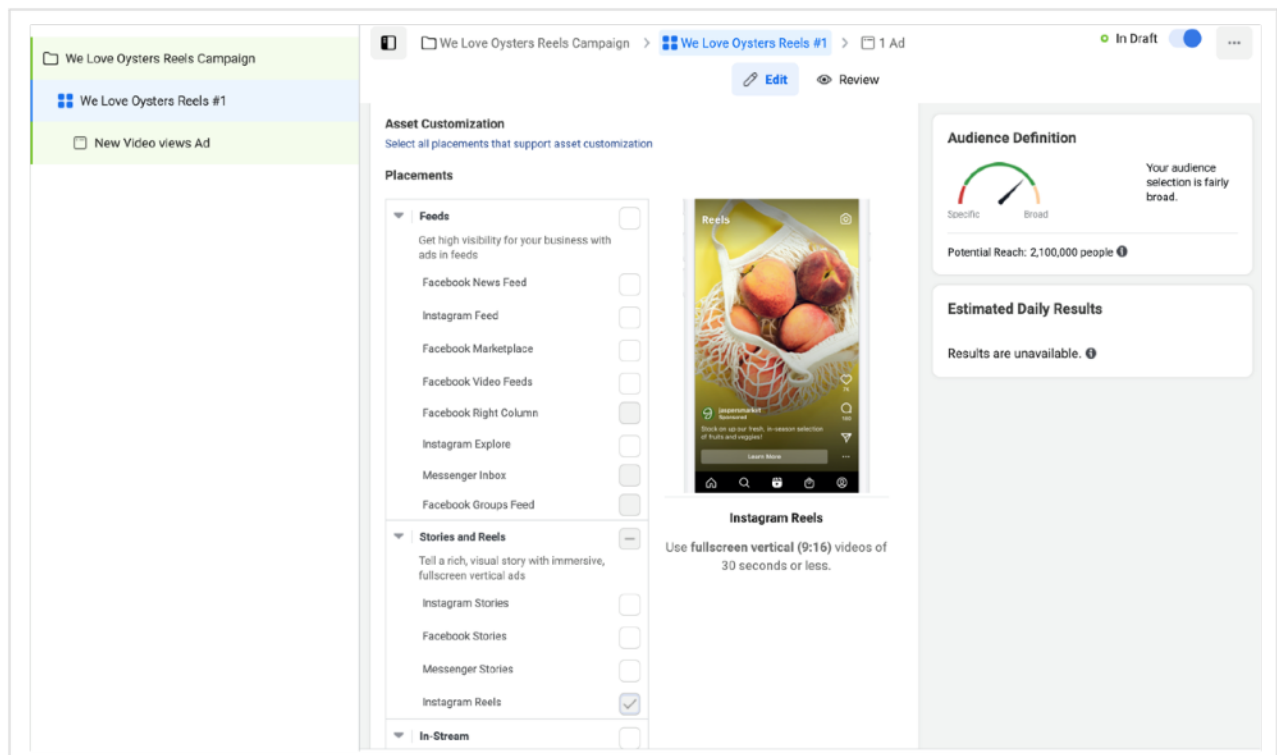 We Love Oysters Reels Campaign
We Love Oysters Reels #1
New Video views Ad
We Love Oysters Reels Campaign > We Love Oysters Reels #1 > 1 Ad
In Draft
...
Edit
Review
Asset Customization
Select all placements that support asset customization
Placements
Feeds
Get high visibility for your business with
ads in feeds
Facebook News Feed
Instagram Feed
Facebook Marketplace
Facebook Video Feeds
Facebook Right Column
Instagram Explore
Messenger Inbox
Facebook Groups Feed
Stories and Reels
Tell a rich, visual story with immersive,
fullscreen vertical ads
Instagram Stories
Facebook Stories
Messenger Stories
Instagram Reels
In-Stream
Reels
jaspersmarket
Sponsored
Stock on up our fresh, in-season selection
of fruits and veggies!
Learn More
Instagram Reels
Use fullscreen vertical (9:16) videos of
30 seconds or less.
Audience Definition
Specific
Broad
Your audience
selection is fairly
broad.
Potential Reach: 2,100,000 people
Estimated Daily Results
Results are unavailable.